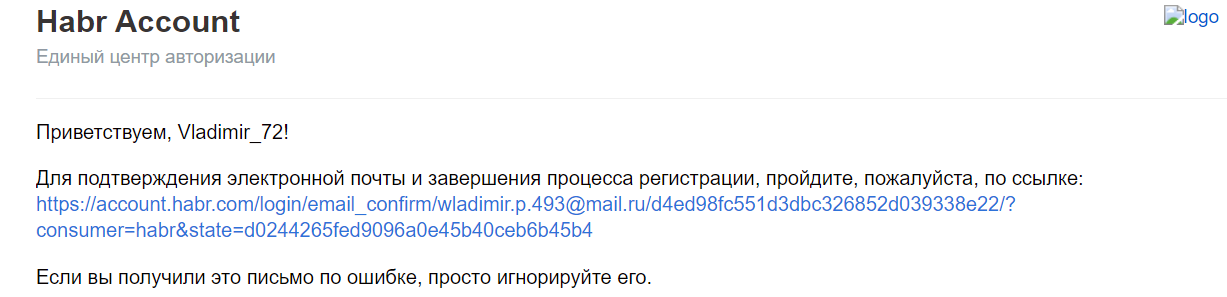 Habr Account
logo
Единый центр авторизации
Приветствуем, Vladimir_72!
Для подтверждения электронной почты и завершения процесса регистрации, пройдите, пожалуйста, по ссылке:
https://account.habr.com/login/email_confirm/wladimir.p.493@mail.ru/d4ed98fc551d3dbc326852d039338e22/?
consumer=habr&state=d0244265fed9096a0e45b40ceb6b45b4
Если вы получили это письмо по ошибке, просто игнорируйте его.